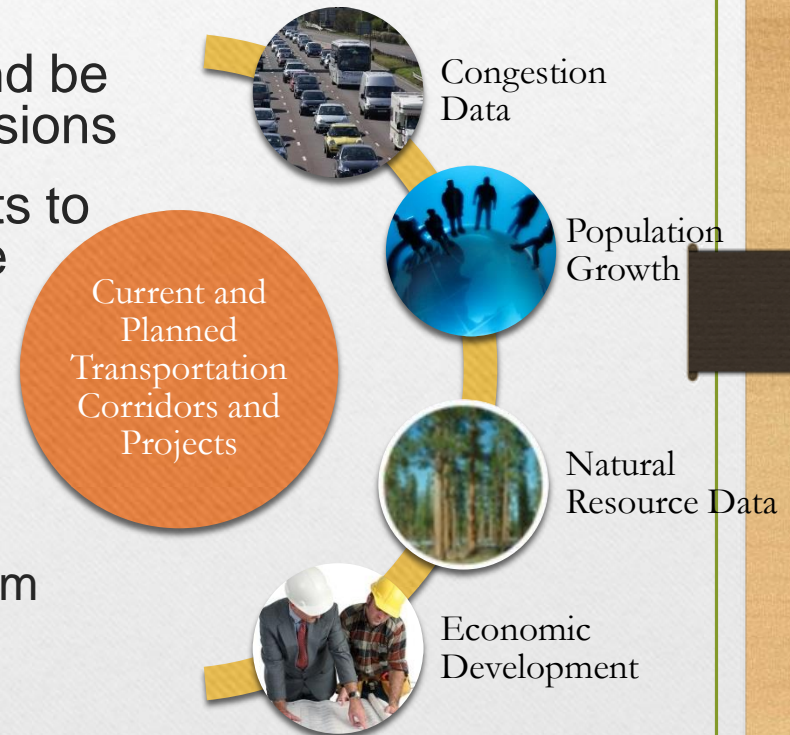 nd be
sions
ts to
e
m
Current and
Planned
Transportation
Corridors and
Projects
Congestion
Data
Population
Growth
Natural
Resource Data
Economic
Development